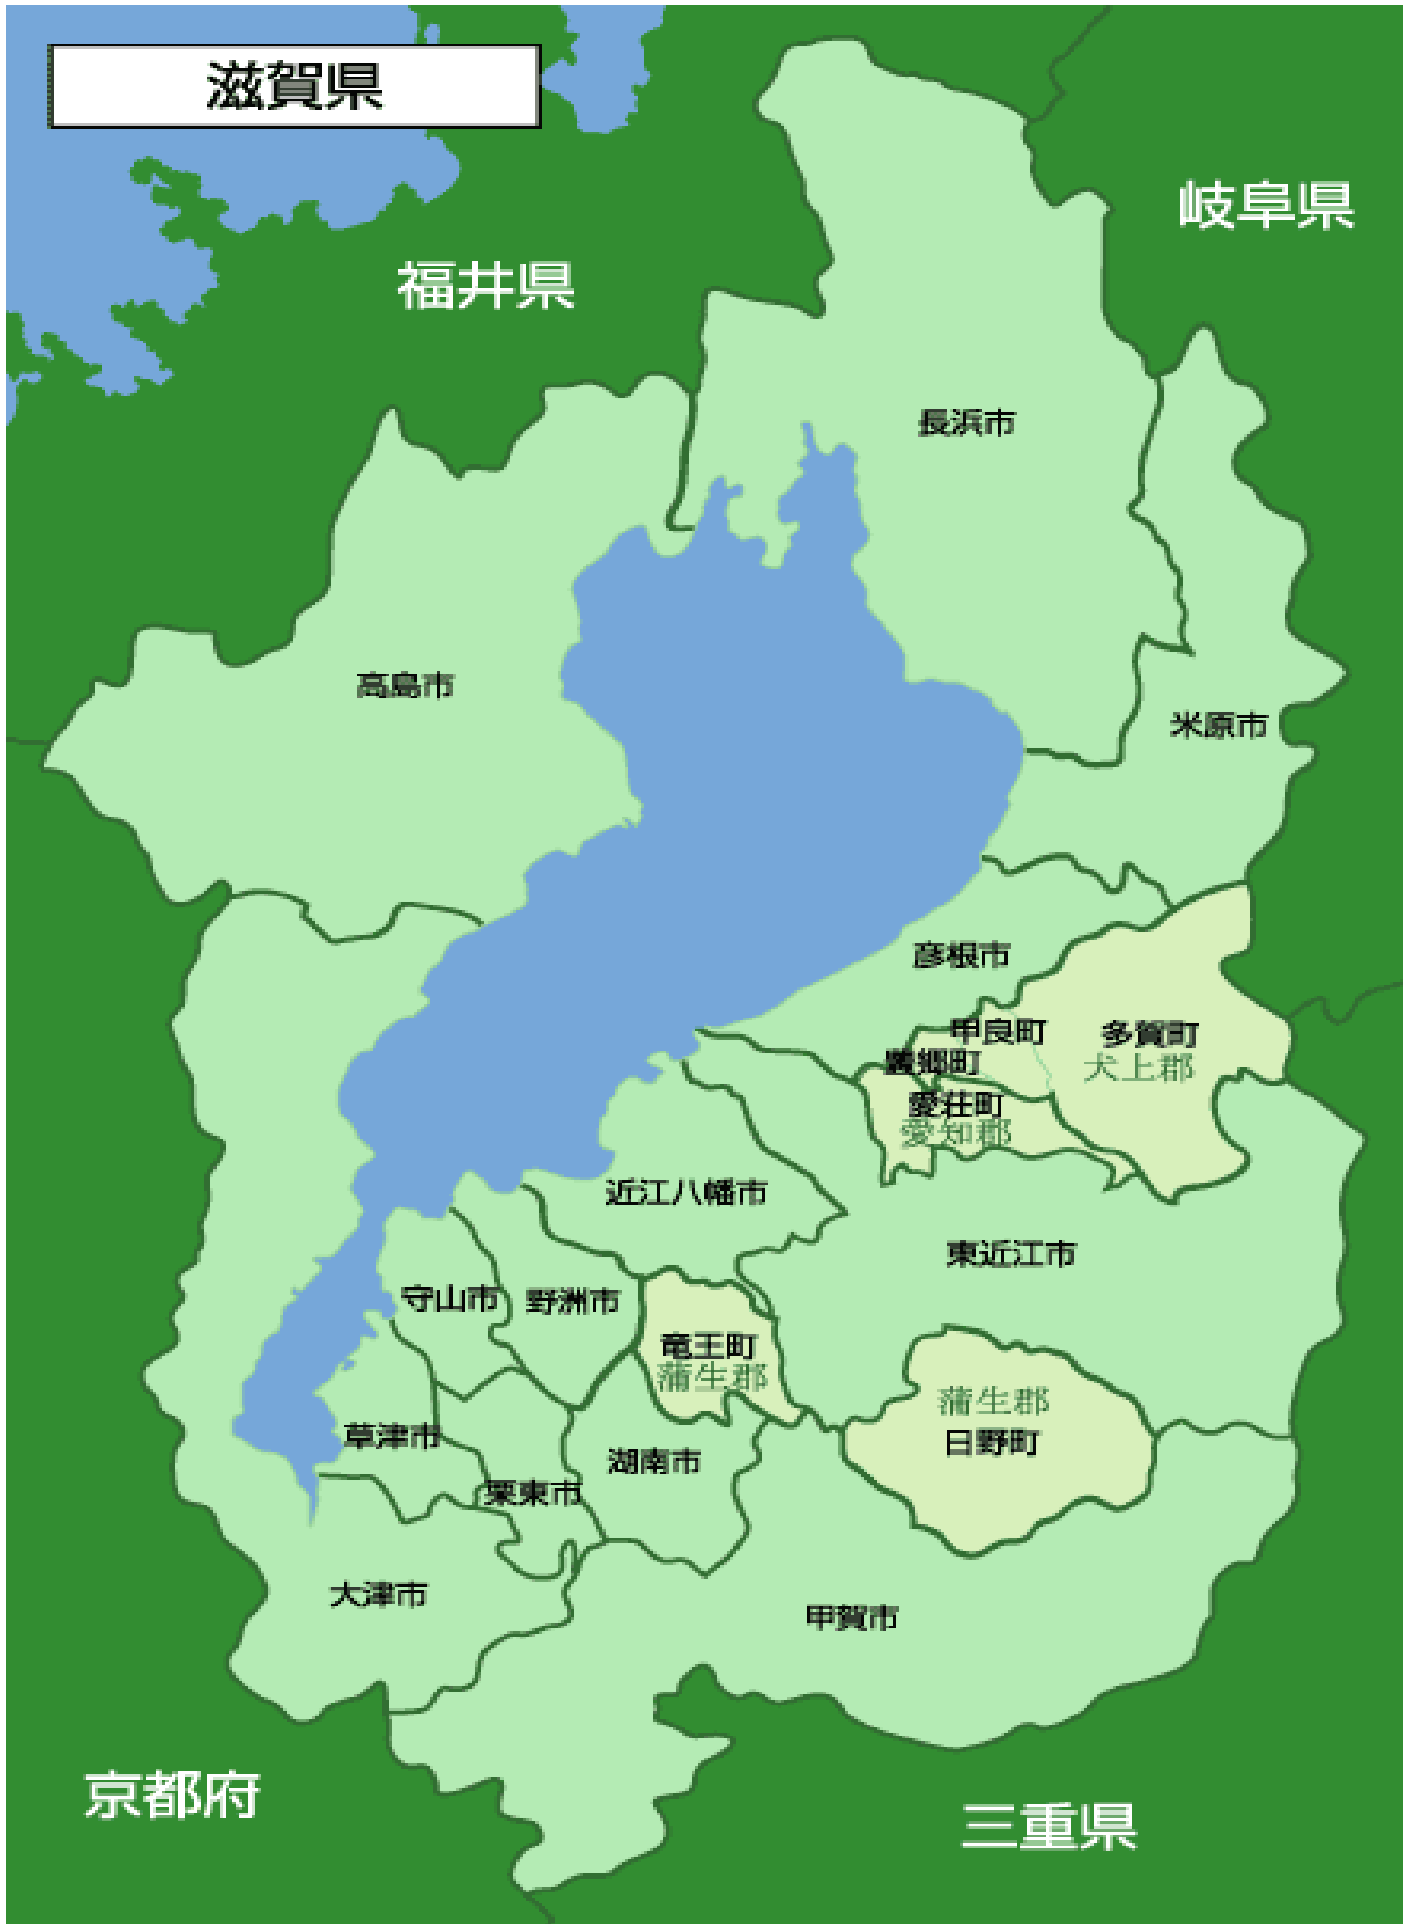 滋賀県
岐阜県
福井県
長浜市
高島市
米原市
彦根市
甲良町
多賀町
豊郷町
犬上郡
愛荘町
愛知郡
近江八幡市
東近江市
守山市
野洲市
竜王町
蒲生郡
蒲生郡
日野町
草津市
湖南市
栗東市
大津市
甲賀市
京都府
三重県